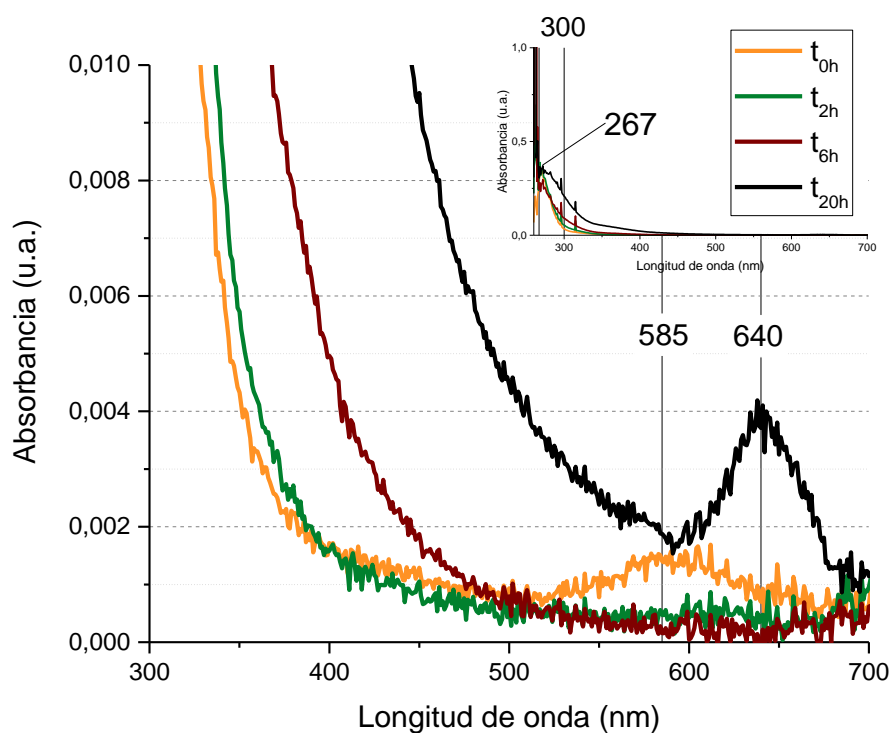 300
0,010
0,008
0,006
0,004
0,002
0,000
Absorbancia (u.a.)
300
400
500
600
700
Longitud de onda (nm)
1,0
0,5
0,0
Absorbancia (u.a.)
267
300
400
500
600
700
Longitud de onda (nm)
t0h
t2h
t6h
t20h
585
640